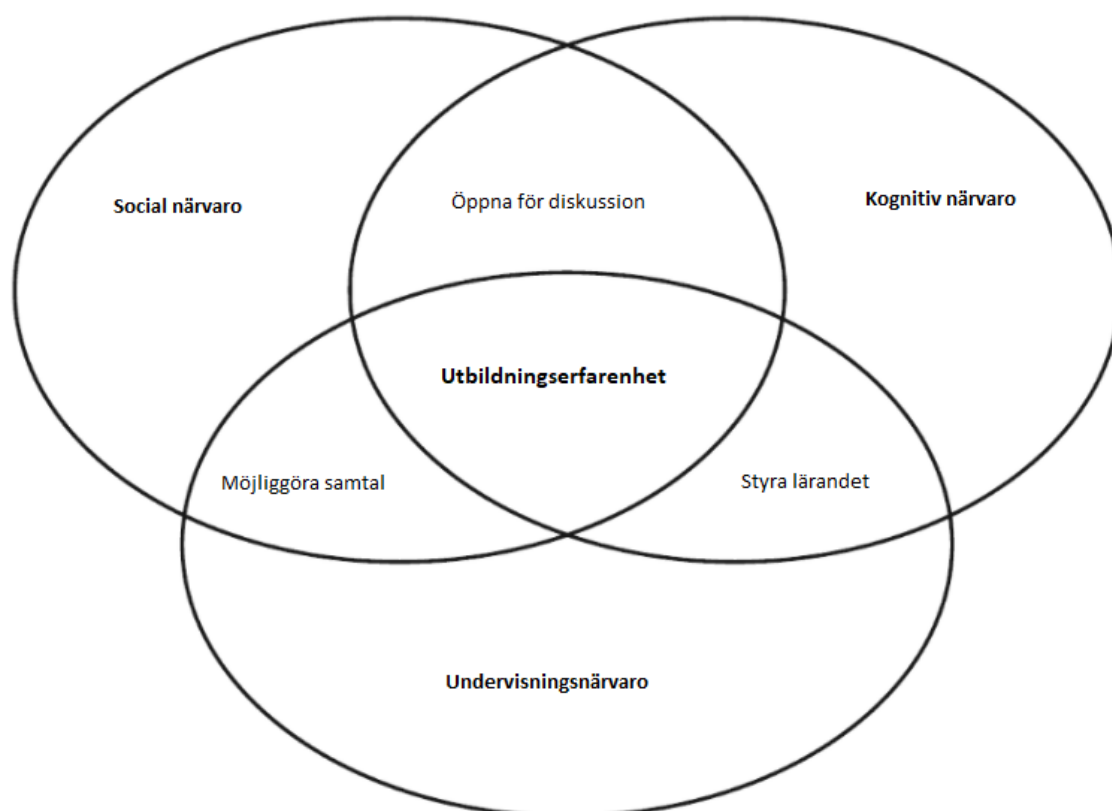 Social närvaro
Öppna för diskussion
Kognitiv närvaro
Utbildningserfarenhet
Möjliggöra samtal
Styra lärandet
Undervisningsnärvaro